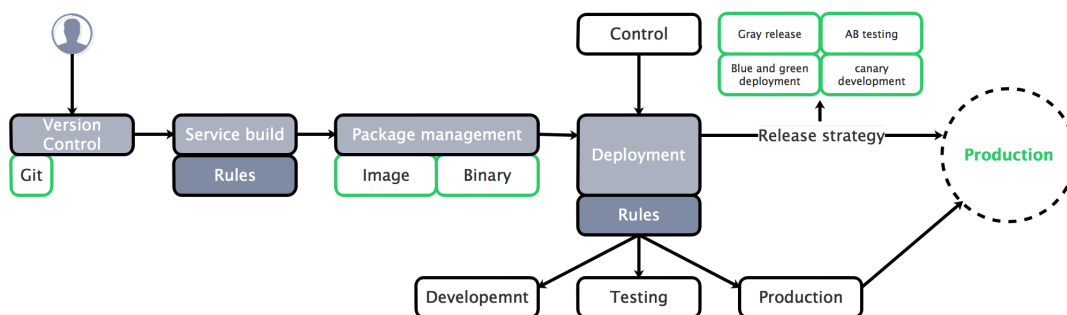 Control
Gray release
AB testing
Blue and green
deployment
canary
development
Version
Control
Service build
Package management
Deployment
Release strategy
Production
Git
Rules
Image
Binary
Rules
Developemnt
Testing
Production